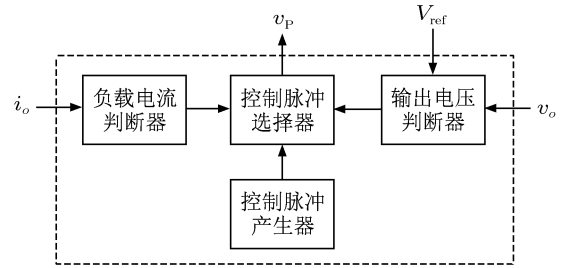 v_P
V_ref
i_o
负载电流
判断器
控制脉冲
选择器
输出电压
判断器
v_o
控制脉冲
产生器